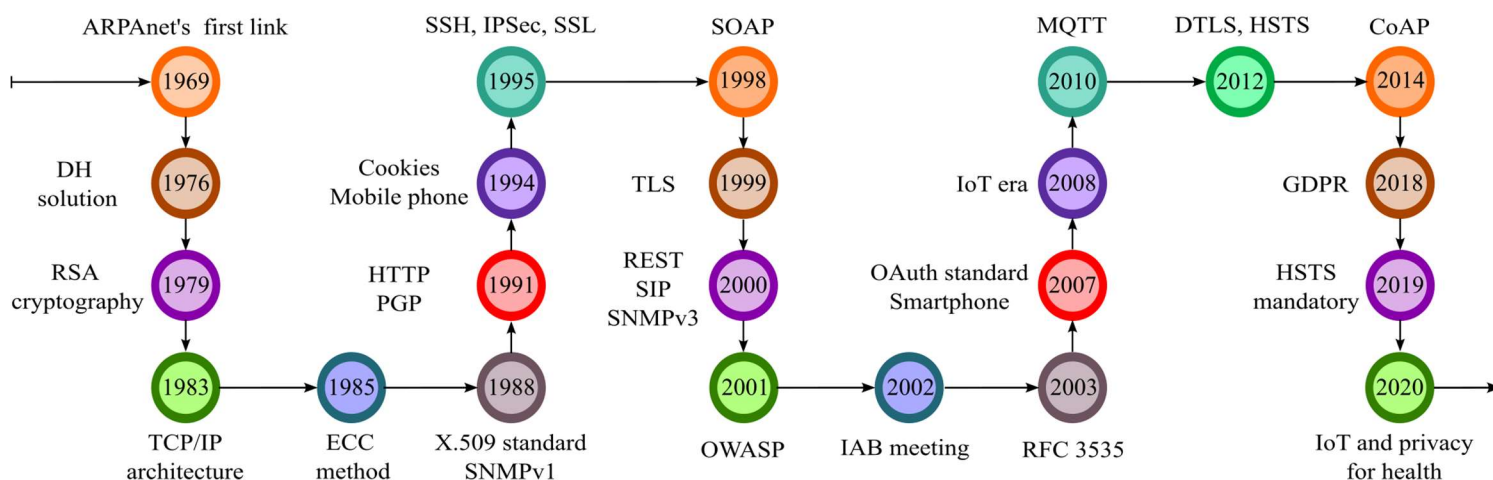 ARPAnet's first link
1969
DH
solution
1976
RSA
cryptography
1979
1983
TCP/IP
architecture
1985
ECC
method
1988
X.509 standard
SNMPv1
HTTP
PGP
1991
Cookies
Mobile phone
1994
SSH, IPSec, SSL
1995
SOAP
1998
TLS
1999
REST
SIP
SNMPv3
2000
2001
OWASP
2002
IAB meeting
2003
RFC 3535
OAuth standard
Smartphone
2007
IoT era
2008
MQTT
2010
DTLS, HSTS
2012
CoAP
2014
GDPR
2018
HSTS
mandatory
2019
2020
IoT and privacy
for health